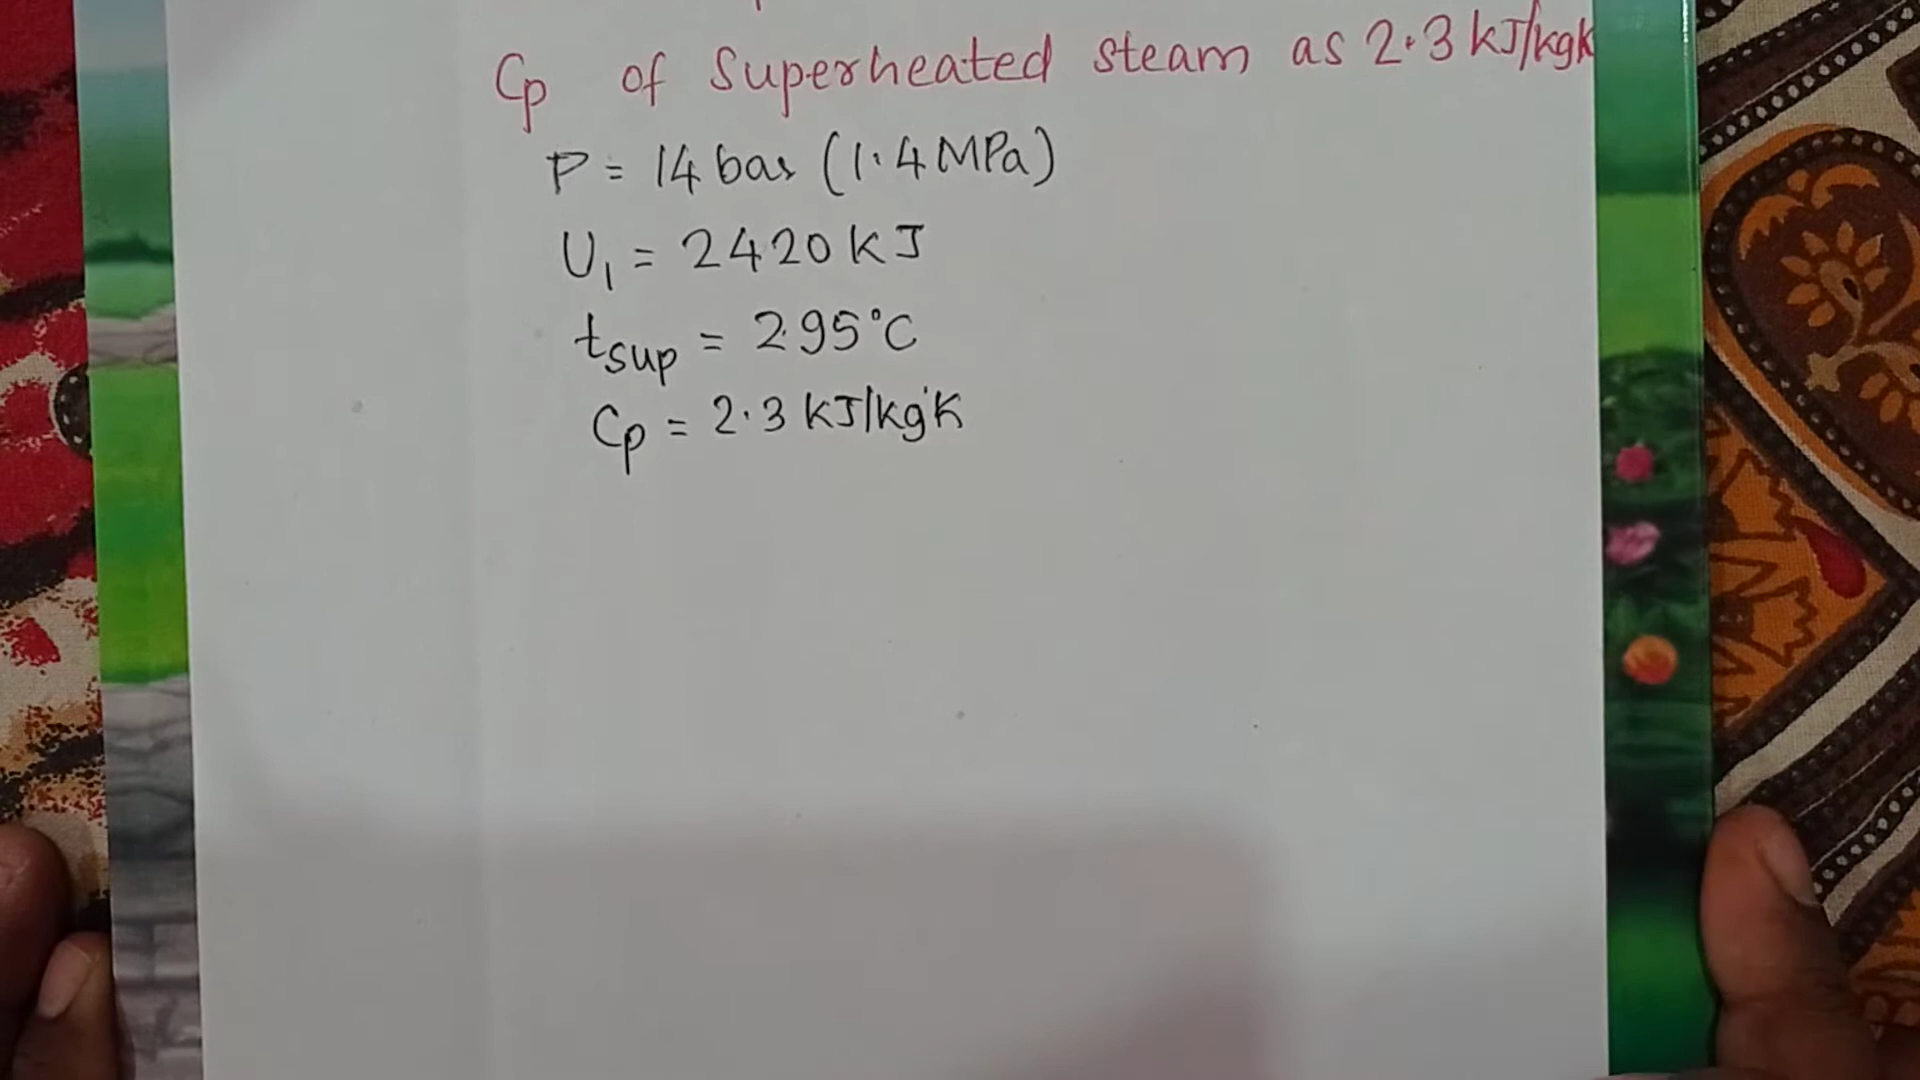 Cp of superheated steam as 2.3 kJ/kgk
P = 14 bar (1.4 MPa)
U₁ = 2420 kJ
tsup = 295°C
Cp = 2.3 kJ/kgK